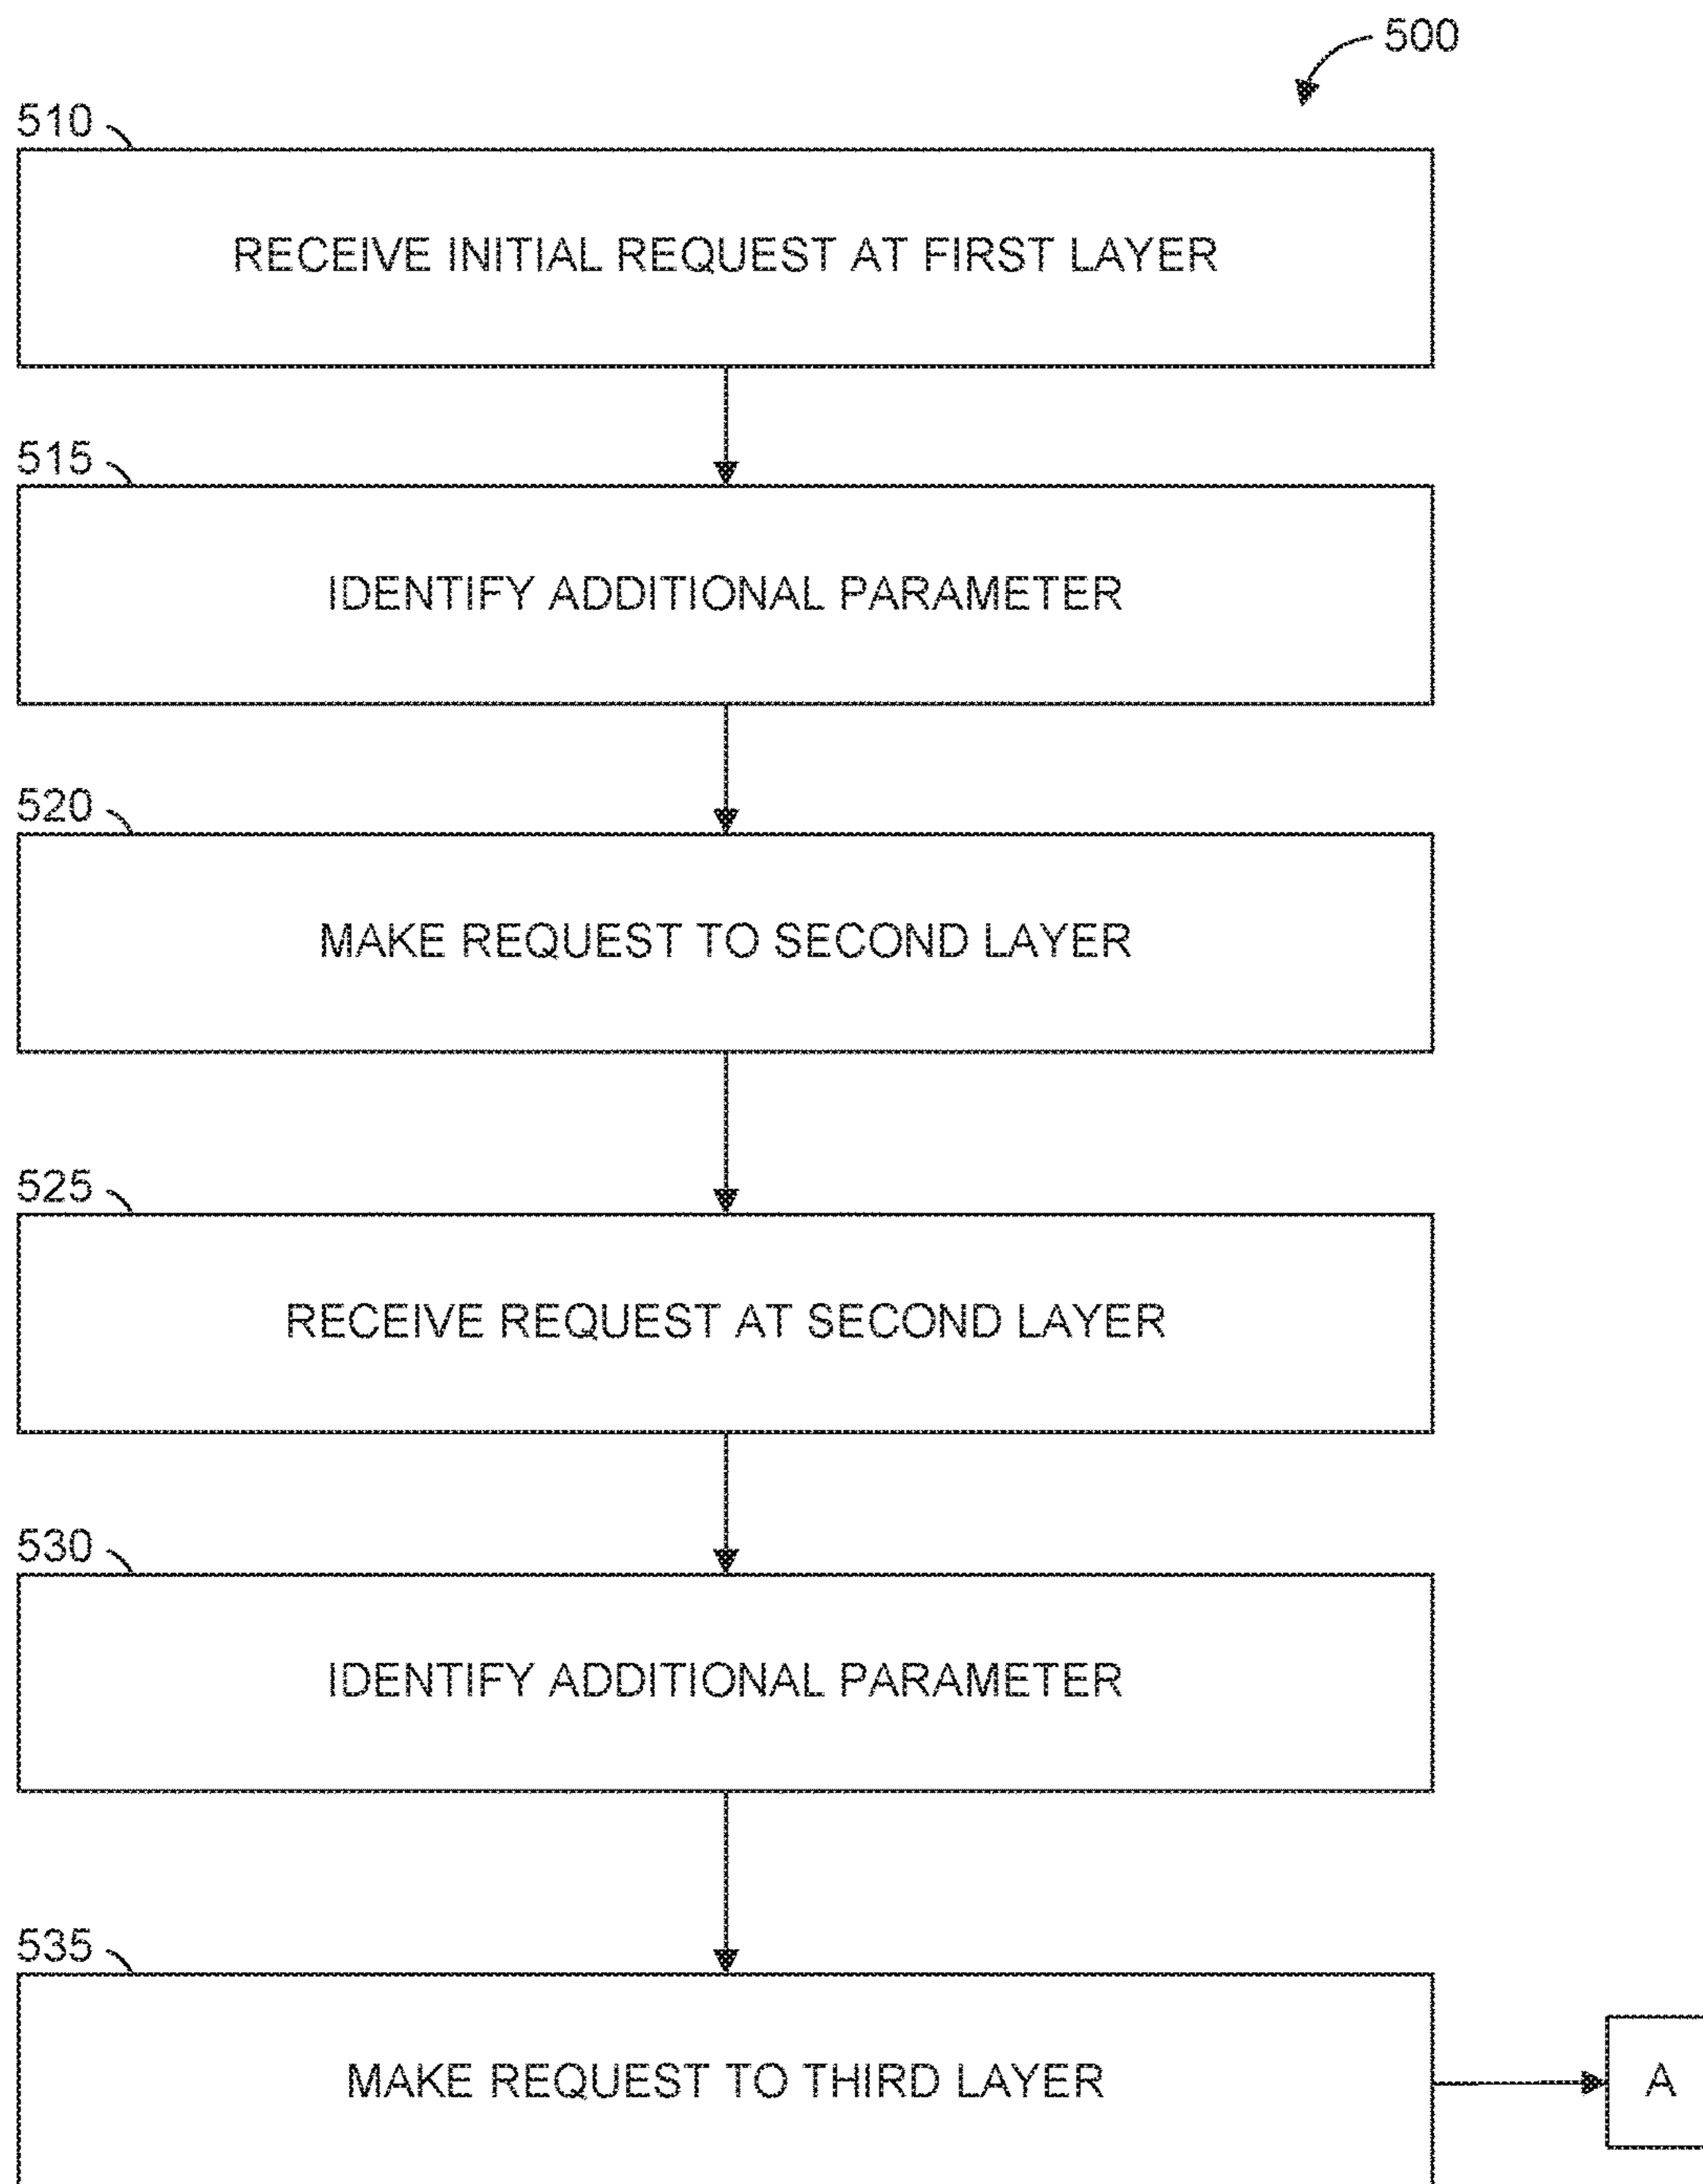 500
510
RECEIVE INITIAL REQUEST AT FIRST LAYER
515
IDENTIFY ADDITIONAL PARAMETER
520
MAKE REQUEST TO SECOND LAYER
525
RECEIVE REQUEST AT SECOND LAYER
530
IDENTIFY ADDITIONAL PARAMETER
535
MAKE REQUEST TO THIRD LAYER
A